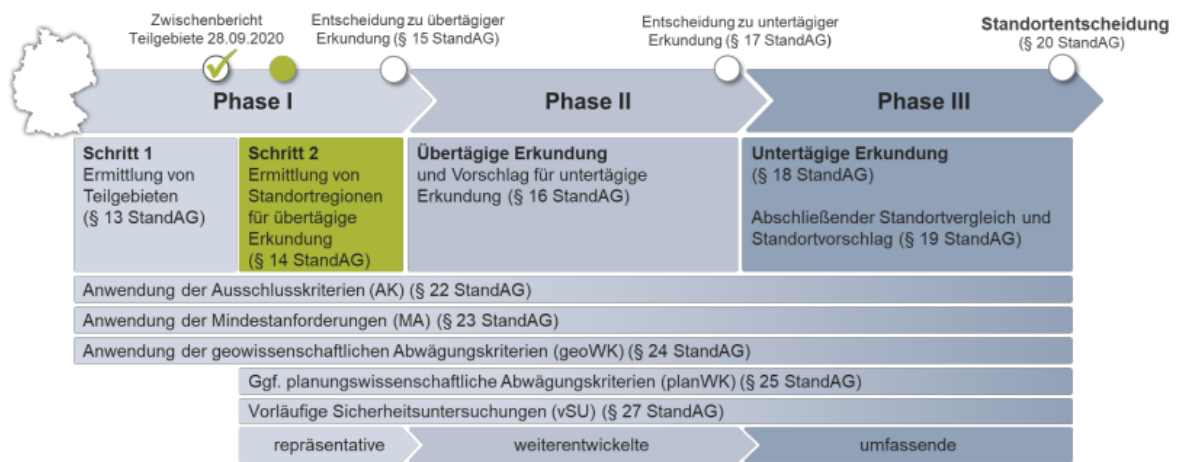 Zwischenbericht
Teilgebiete 28.09.2020
Entscheidung zu übertägiger
Erkundung (§ 15 StandAG)
Entscheidung zu untertägiger
Erkundung (§ 17 StandAG)
Standortentscheidung
(§ 20 StandAG)
Phase I
Phase II
Phase III
Schritt 1
Ermittlung von
Teilgebieten
(§ 13 StandAG)
Schritt 2
Ermittlung von
Standortregionen
für übertägige
Erkundung
(§ 14 StandAG)
Übertägige Erkundung
und Vorschlag für untertägige
Erkundung (§ 16 StandAG)
Untertägige Erkundung
(§ 18 StandAG)
Abschließender Standortvergleich und
Standortvorschlag (§ 19 StandAG)
Anwendung der Ausschlusskriterien (AK) (§ 22 StandAG)
Anwendung der Mindestanforderungen (MA) (§ 23 StandAG)
Anwendung der geowissenschaftlichen Abwägungskriterien (geoWK) (§ 24 StandAG)
Ggf. planungswissenschaftliche Abwägungskriterien (planWK) (§ 25 StandAG)
Vorläufige Sicherheitsuntersuchungen (vSU) (§ 27 StandAG)
repräsentative
weiterentwickelte
umfassende